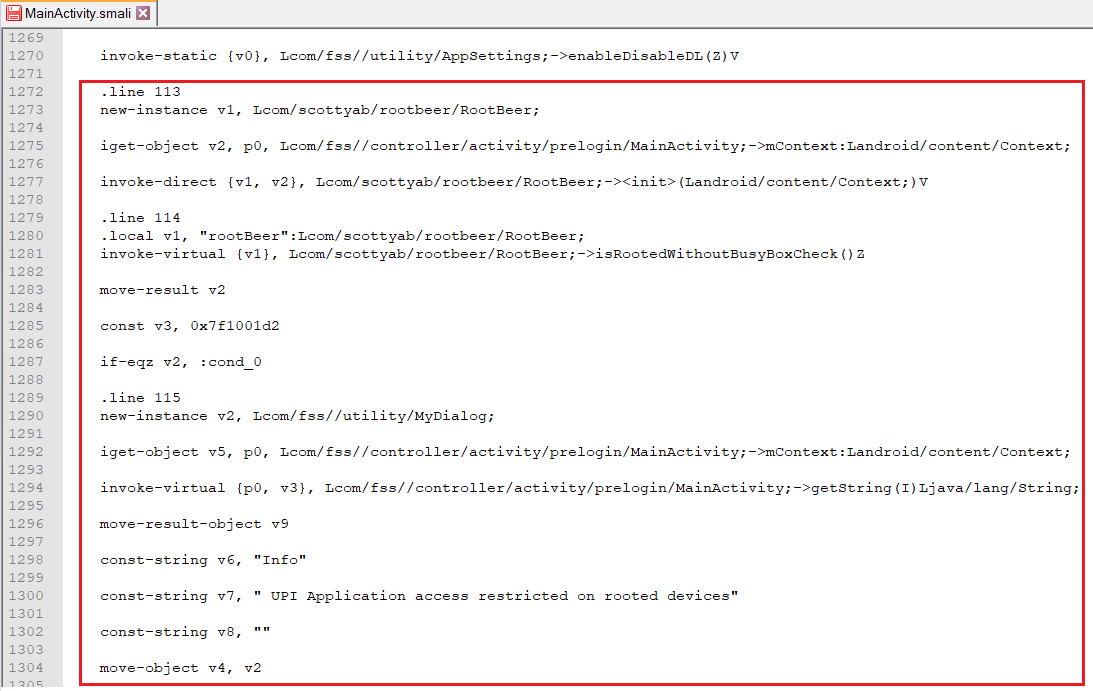 MainActivity.smali
1269
1270 invoke-static {v0}, Lcom/fss//utility/AppSettings;->enableDisableDL(Z)V
1271
1272 .line 113
1273 new-instance v1, Lcom/scottyab/rootbeer/RootBeer;
1274
1275 iget-object v2, p0, Lcom/fss//controller/activity/prelogin/MainActivity;->mContext:Landroid/content/Context;
1276
1277 invoke-direct {v1, v2}, Lcom/scottyab/rootbeer/RootBeer;-><init>(Landroid/content/Context;)V
1278
1279 .line 114
1280 .local v1, "rootBeer":Lcom/scottyab/rootbeer/RootBeer;
1281 invoke-virtual {v1}, Lcom/scottyab/rootbeer/RootBeer;->isRootedWithoutBusyBoxCheck()Z
1282
1283 move-result v2
1284
1285 const v3, 0x7f1001d2
1286
1287 if-eqz v2, :cond_0
1288
1289 .line 115
1290 new-instance v2, Lcom/fss//utility/MyDialog;
1291
1292 iget-object v5, p0, Lcom/fss//controller/activity/prelogin/MainActivity;->mContext:Landroid/content/Context;
1293
1294 invoke-virtual {p0, v3}, Lcom/fss//controller/activity/prelogin/MainActivity;->getString(I)Ljava/lang/String;
1295
1296 move-result-object v9
1297
1298 const-string v6, "Info"
1299
1300 const-string v7, " UPI Application access restricted on rooted devices"
1301
1302 const-string v8, ""
1303
1304 move-object v4, v2
1305